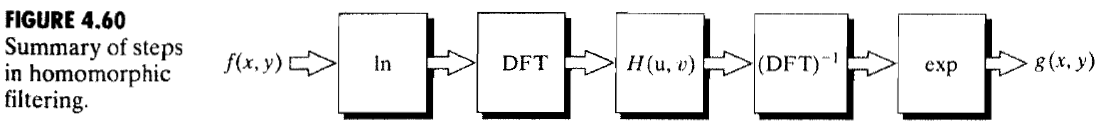 FIGURE 4.60
Summary of steps
in homomorphic
filtering.
f(x, y) ln DFT H(u, v) (DFT)⁻¹ exp g(x, y)